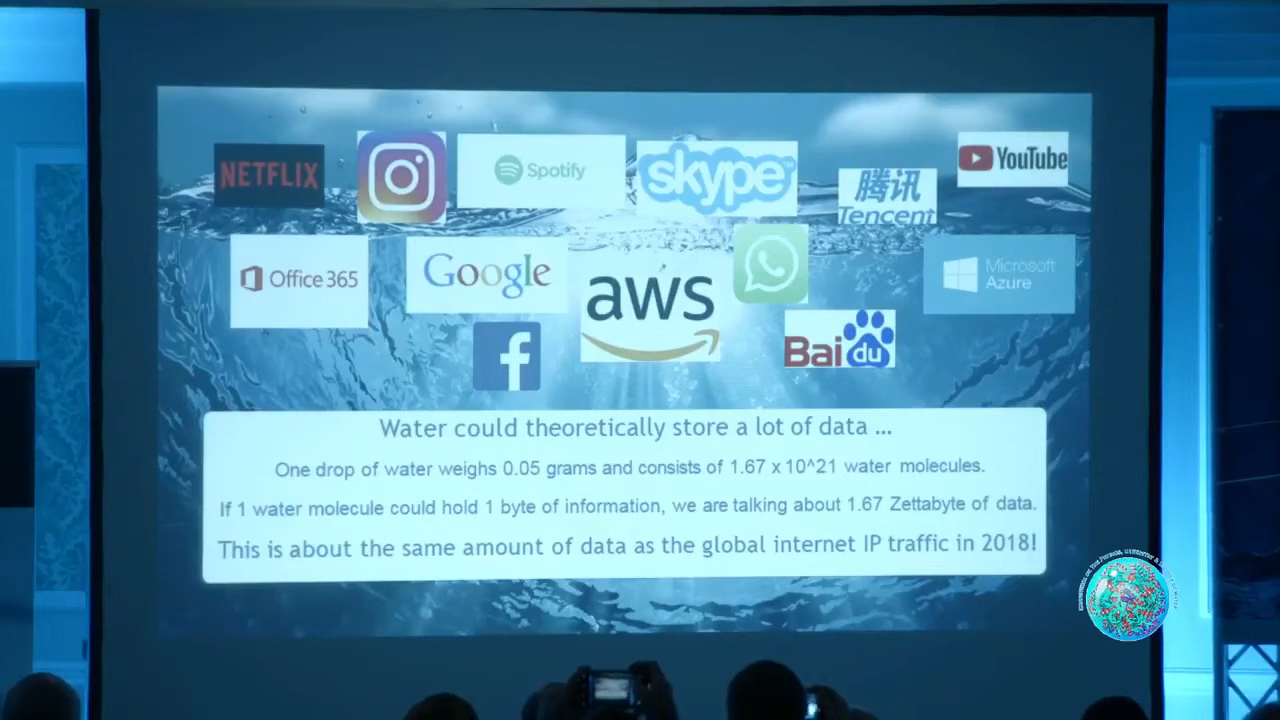 NETFLIX
Spotify
skype™
腾讯
Tencent
YouTube
Office 365
Google
aws
Microsoft
Azure
f
Bai du
Water could theoretically store a lot of data ...
One drop of water weighs 0.05 grams and consists of 1.67 x 10^21 water molecules.
If 1 water molecule could hold 1 byte of information, we are talking about 1.67 Zettabyte of data.
This is about the same amount of data as the global internet IP traffic in 2018!